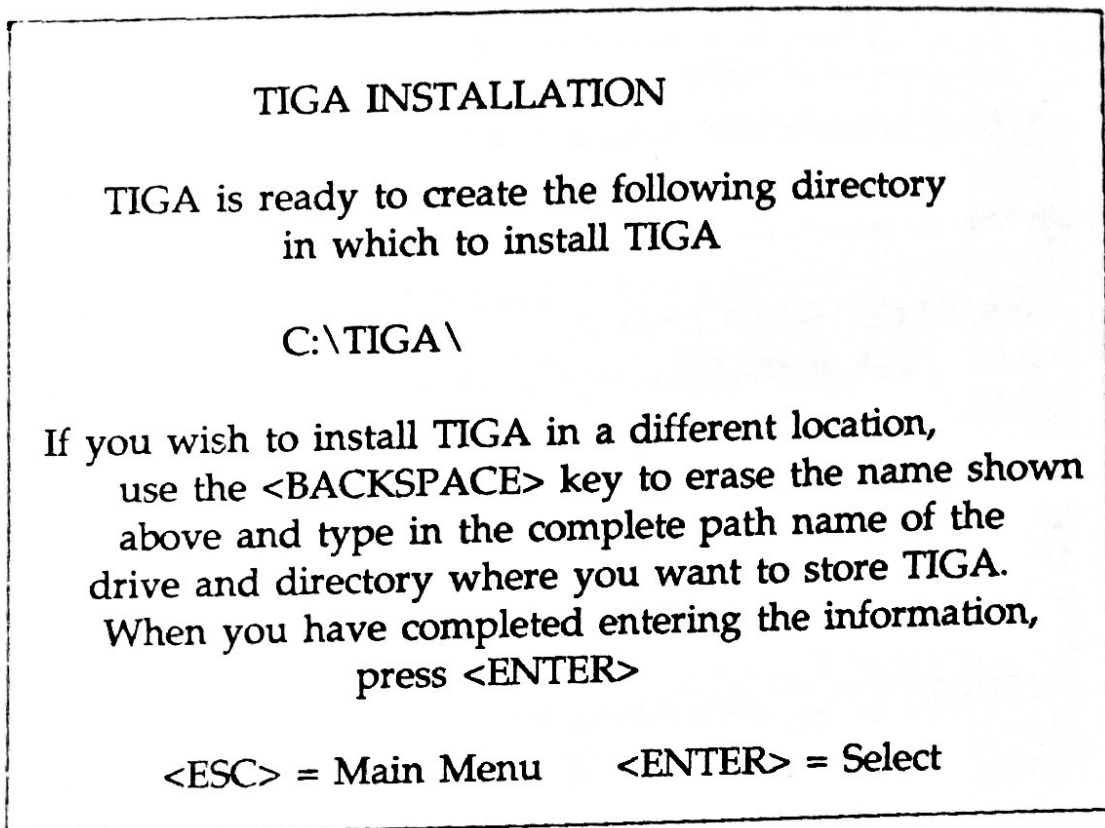 TIGA INSTALLATION
TIGA is ready to create the following directory
in which to install TIGA
C:\TIGA\
If you wish to install TIGA in a different location,
use the <BACKSPACE> key to erase the name shown
above and type in the complete path name of the
drive and directory where you want to store TIGA.
When you have completed entering the information,
press <ENTER>
<ESC> = Main Menu <ENTER> = Select